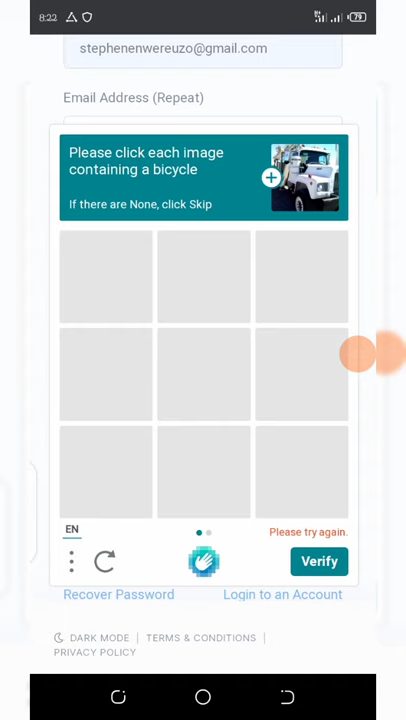 8:22
79
stephenenwereuzo@gmail.com
Email Address (Repeat)
Please click each image
containing a bicycle
If there are None, click Skip
EN
Please try again.
Verify
Recover Password
Login to an Account
DARK MODE | TERMS & CONDITIONS |
PRIVACY POLICY